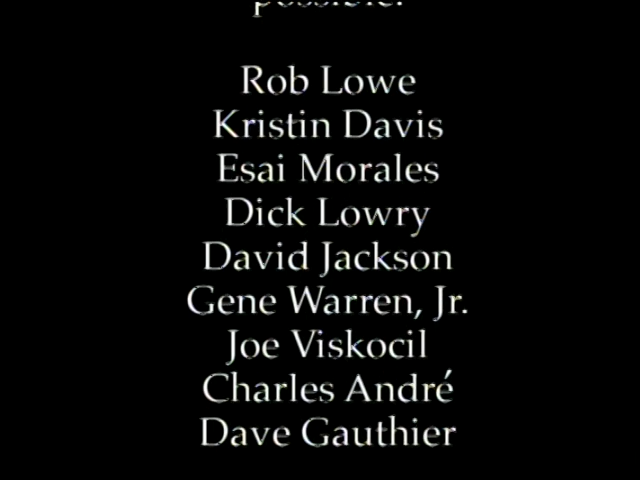 possible.
Rob Lowe
Kristin Davis
Esai Morales
Dick Lowry
David Jackson
Gene Warren, Jr.
Joe Viskocil
Charles André
Dave Gauthier